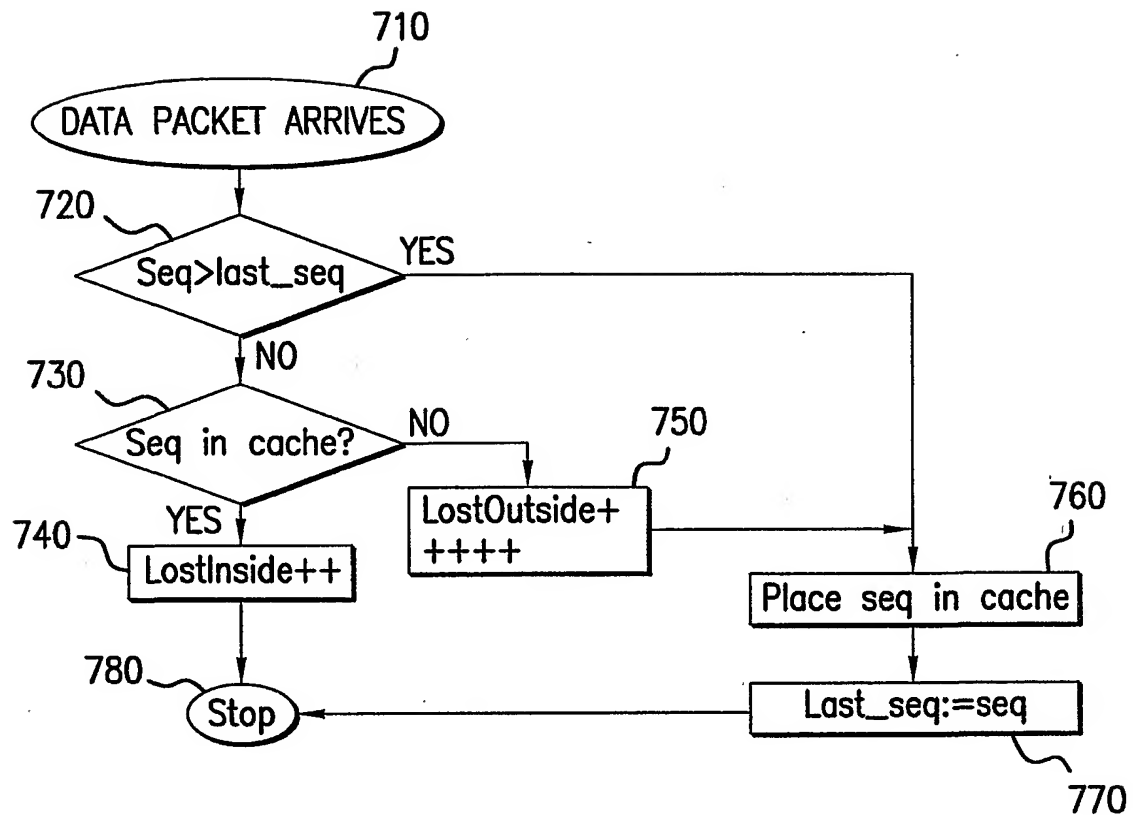 710
DATA PACKET ARRIVES
720
Seq>last_seq
YES
NO
730
Seq in cache?
NO
750
LostOutside+
++++
YES
740
LostInside++
760
Place seq in cache
780
Stop
Last_seq:=seq
770